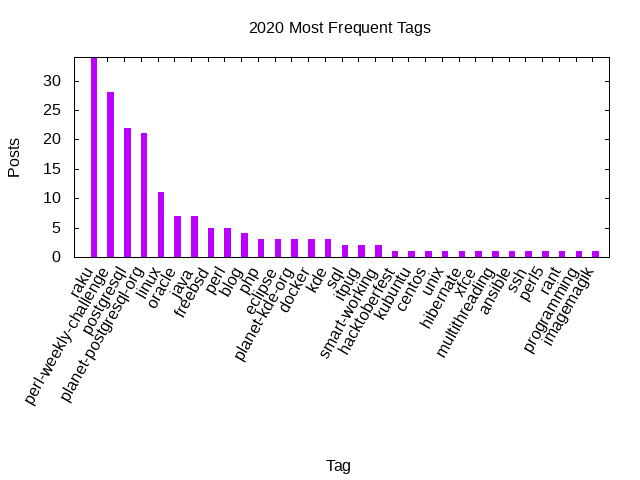 2020 Most Frequent Tags
Posts
30
25
20
15
10
5
0
raku
perl-weekly-challenge
postgresql
planet-postgresql-org
linux
oracle
java
freebsd
perl
blog
php
eclipse
planet-kde-org
docker
kde
sql
itpug
smart-working
hacktoberfest
kubuntu
centos
unix
hibernate
xfce
multithreading
ansible
ssh
perl5
rant
programming
imagemagik
Tag